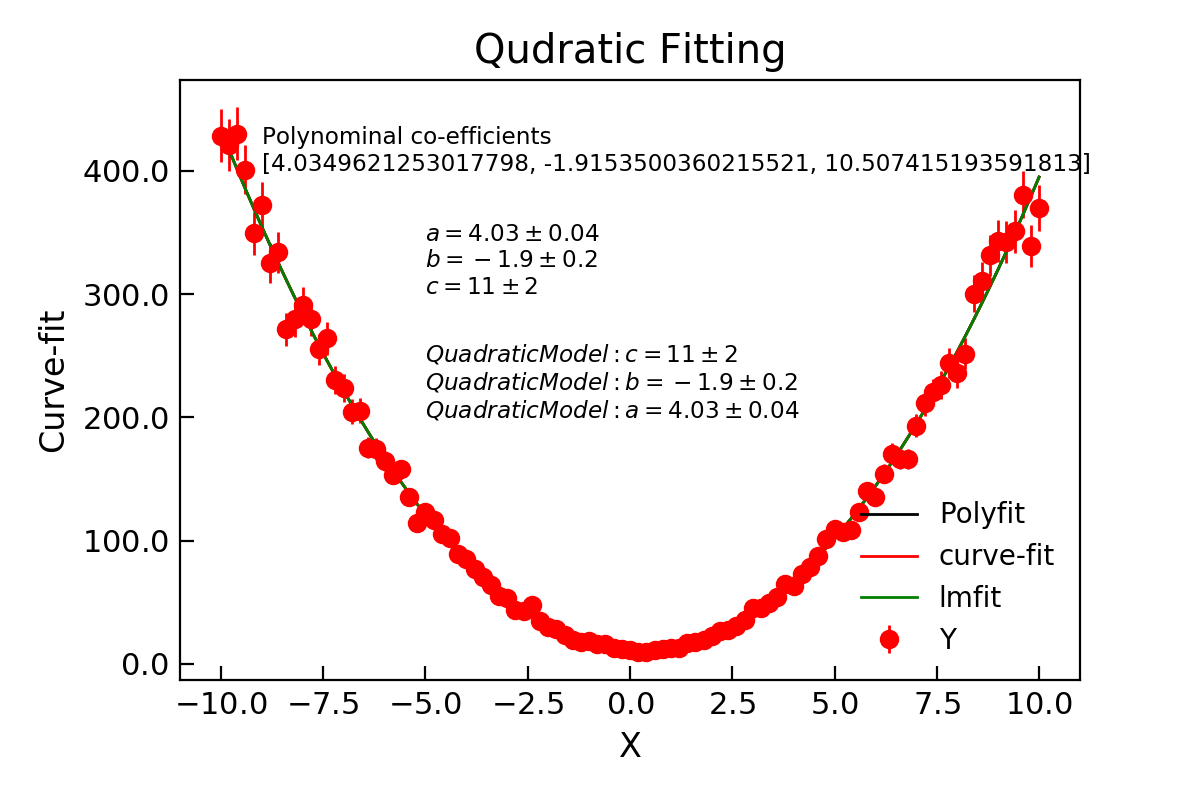 Qudratic Fitting
Polynominal co-efficients
[4.0349621253017798, -1.9153500360215521, 10.507415193591813]
a = 4.03 ± 0.04
b = −1.9 ± 0.2
c = 11 ± 2
QuadraticModel: c = 11 ± 2
QuadraticModel: b = −1.9 ± 0.2
QuadraticModel: a = 4.03 ± 0.04
Curve-fit
400.0
300.0
200.0
100.0
0.0
Polyfit
curve-fit
lmfit
Y
−10.0 −7.5 −5.0 −2.5 0.0 2.5 5.0 7.5 10.0
X